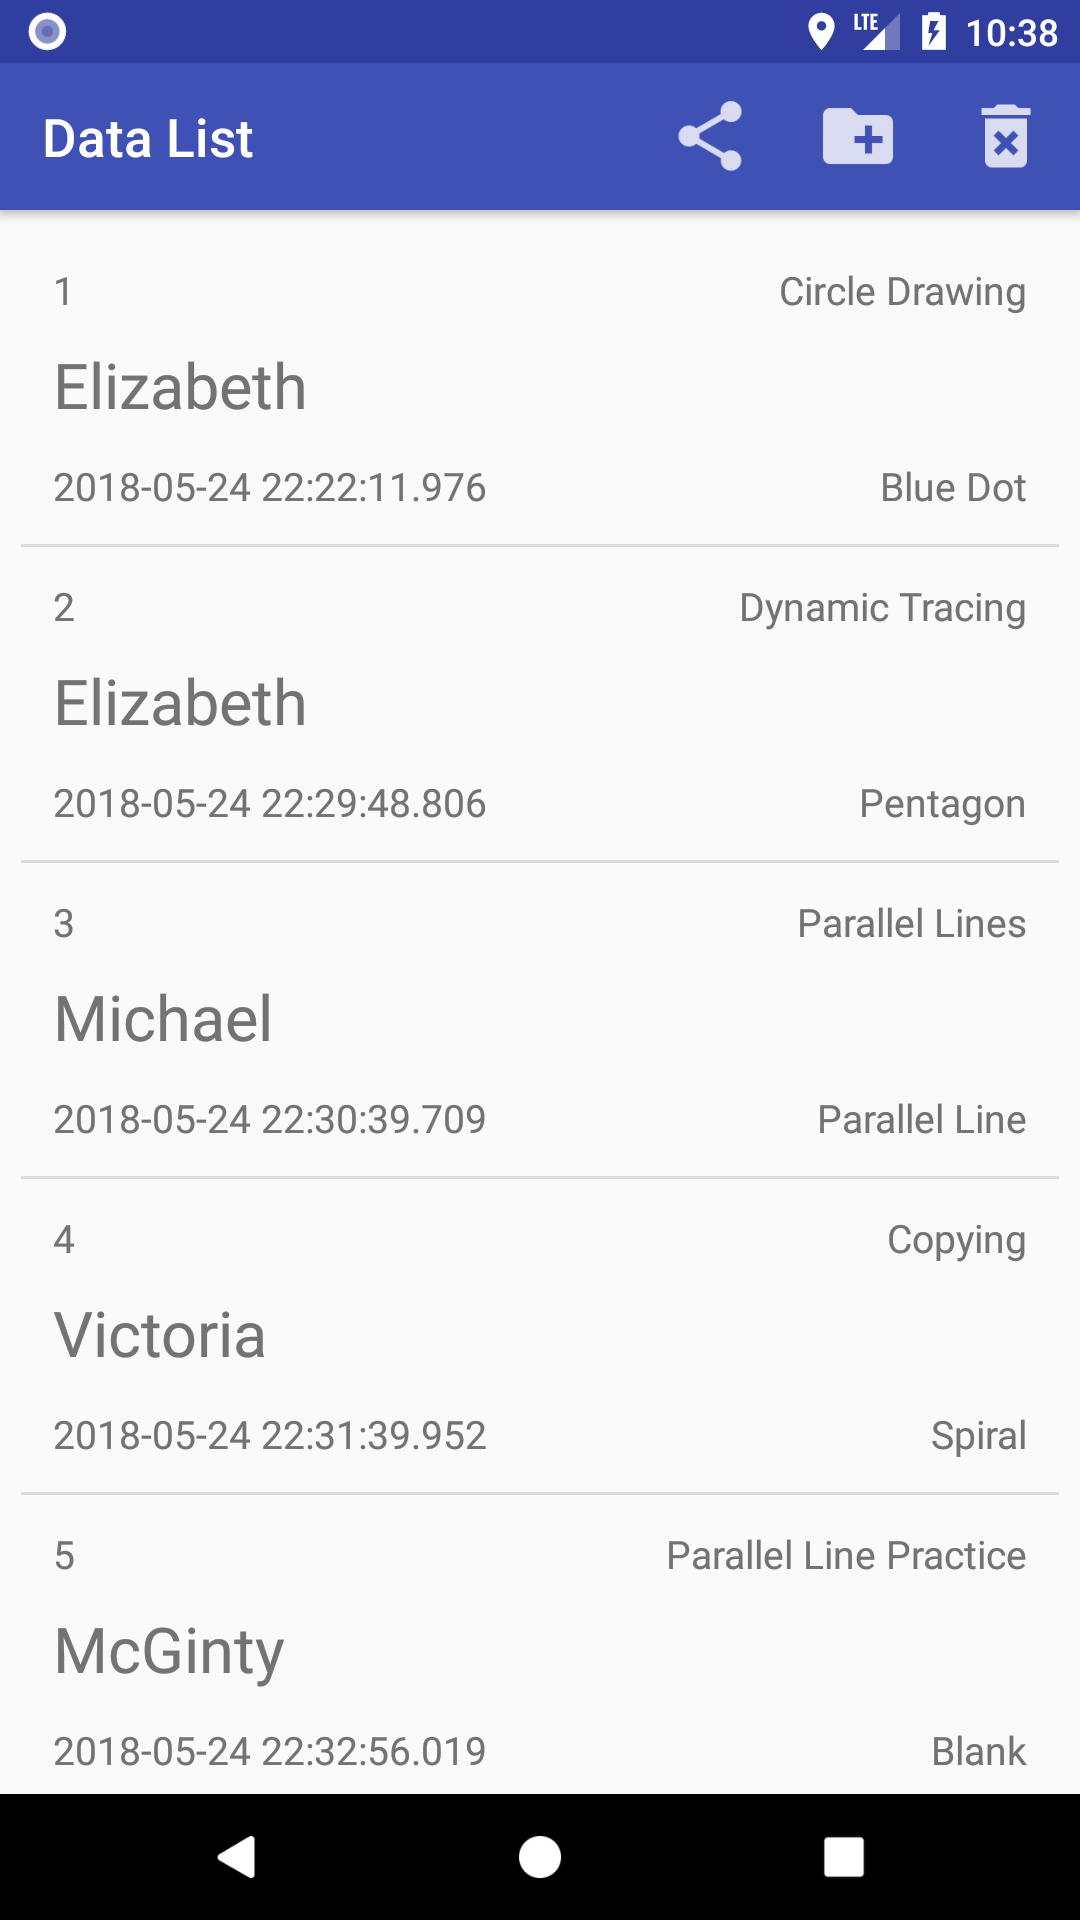 LTE 10:38
Data List
1 Circle Drawing
Elizabeth
2018-05-24 22:22:11.976 Blue Dot
2 Dynamic Tracing
Elizabeth
2018-05-24 22:29:48.806 Pentagon
3 Parallel Lines
Michael
2018-05-24 22:30:39.709 Parallel Line
4 Copying
Victoria
2018-05-24 22:31:39.952 Spiral
5 Parallel Line Practice
McGinty
2018-05-24 22:32:56.019 Blank